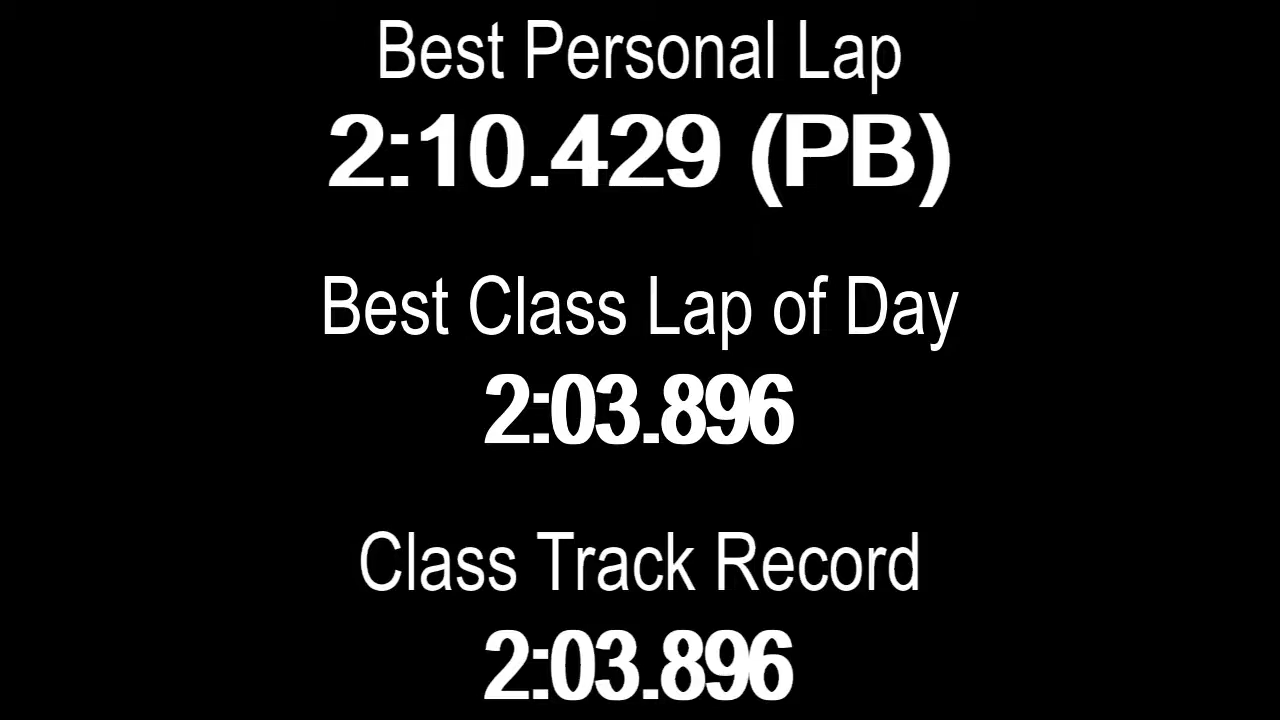 Best Personal Lap
2:10.429 (PB)
Best Class Lap of Day
2:03.896
Class Track Record
2:03.896